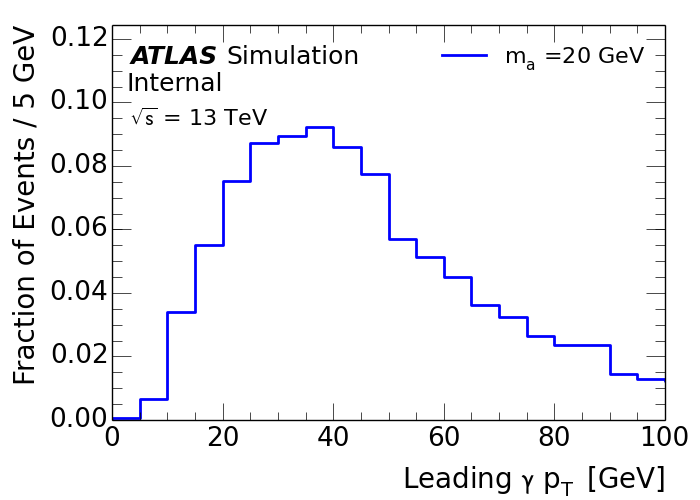 ATLAS Simulation
Internal
√s = 13 TeV
mₐ =20 GeV
Fraction of Events / 5 GeV
0.12
0.10
0.08
0.06
0.04
0.02
0.00
0 20 40 60 80 100
Leading γ p_T [GeV]